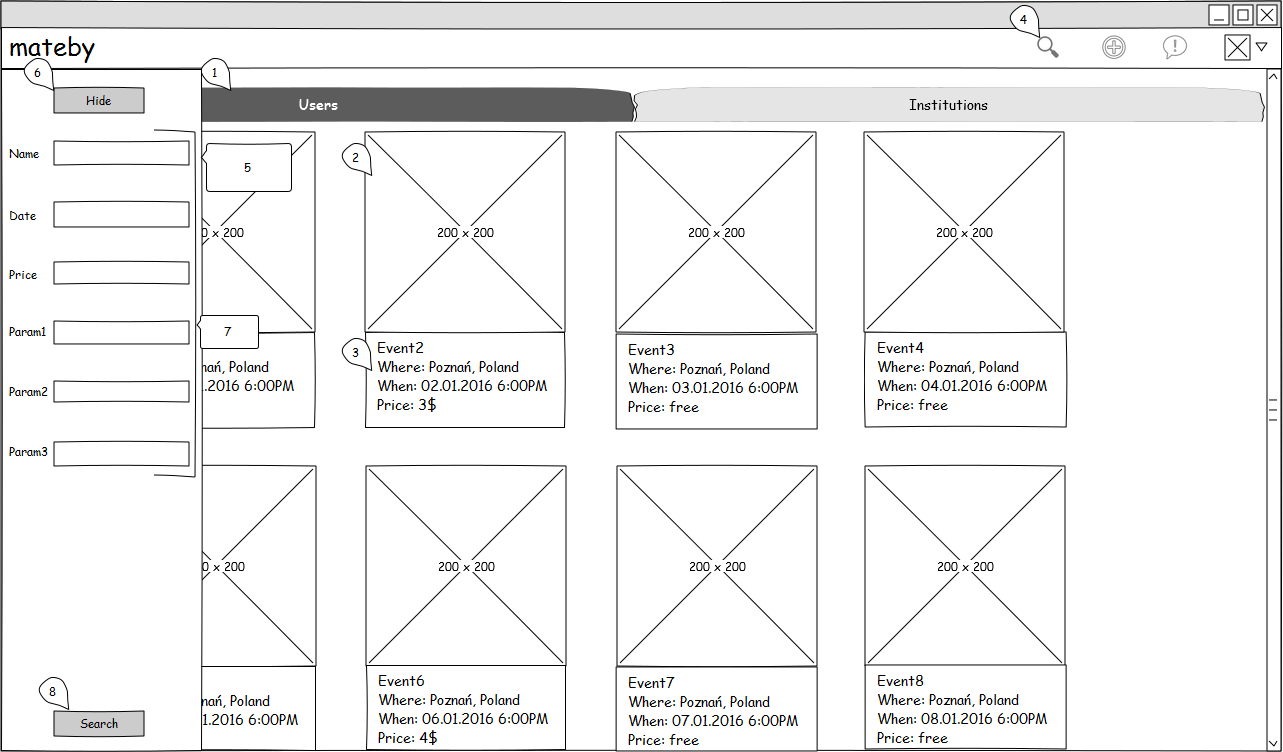 4
mateby
6
1
Hide
Users
Institutions
Name
5
2
Date
0 x 200
200 x 200
200 x 200
200 x 200
Price
Param1
7
3
nań, Poland
.2016 6:00PM
Event2
Where: Poznań, Poland
When: 02.01.2016 6:00PM
Price: 3$
Event3
Where: Poznań, Poland
When: 03.01.2016 6:00PM
Price: free
Event4
Where: Poznań, Poland
When: 04.01.2016 6:00PM
Price: free
Param2
Param3
0 x 200
200 x 200
200 x 200
200 x 200
nań, Poland
1.2016 6:00PM
Event6
Where: Poznań, Poland
When: 06.01.2016 6:00PM
Price: 4$
Event7
Where: Poznań, Poland
When: 07.01.2016 6:00PM
Price: free
Event8
Where: Poznań, Poland
When: 08.01.2016 6:00PM
Price: free
8
Search